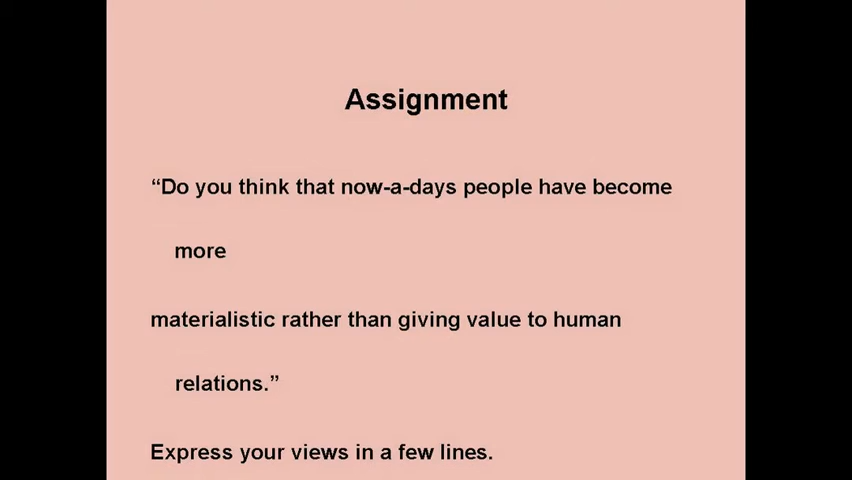 Assignment
“Do you think that now-a-days people have become
more
materialistic rather than giving value to human
relations.”
Express your views in a few lines.